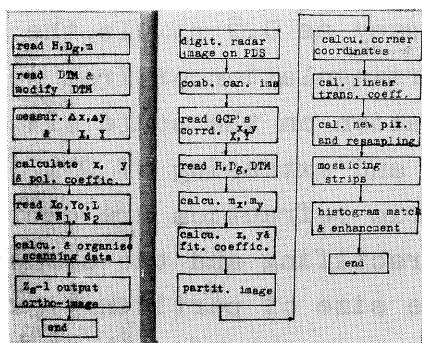 read H,Dg,m
read DTM &
modify DTM
measur. Δx,Δy
& X, Y
calculate x, y
& pol. coeffic.
read Xo,Yo,L
& N1, N2
calcu. & organise
scanning data
Zs-1 output
ortho-image
end
digit. radar
image on PDS
comb. can. ima
read GCP's
corrd. x,y
X,Y
read H,Dg,DTM
calcu. mx,my
calcu. x, y&
fit. coeffic.
partit. image
calcu. corner
coordinates
cal. linear
trans. coeff.
cal. new pix.
and resampling
mosaicing
strips
histogram match
& enhancment
end